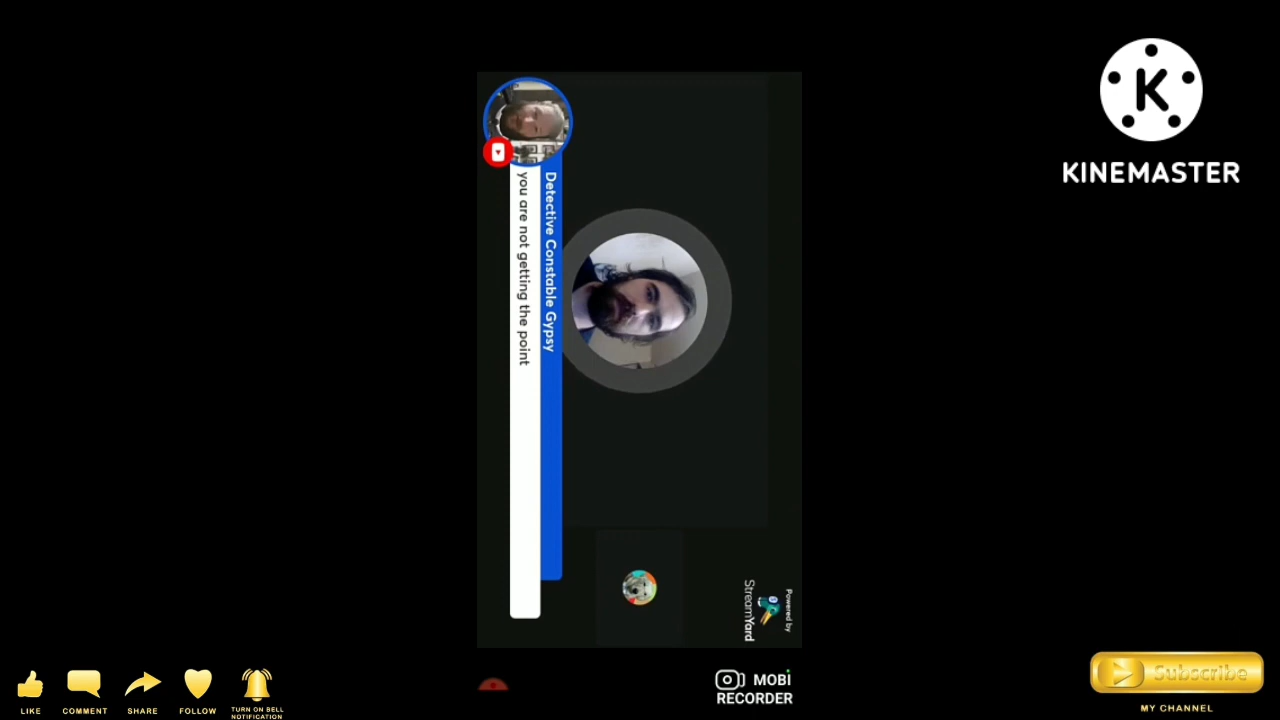 K
KINEMASTER
Detective Constable Gypsy
you are not getting the point
Powered by
StreamYard
MOBI
RECORDER
LIKE
COMMENT
SHARE
FOLLOW
TURN ON BELL
NOTIFICATION
Subscribe
MY CHANNEL